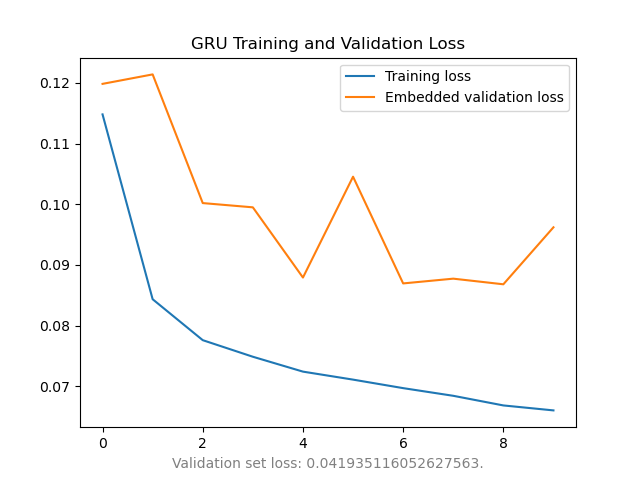 GRU Training and Validation Loss
Training loss
Embedded validation loss
0.12
0.11
0.10
0.09
0.08
0.07
0 2 4 6 8
Validation set loss: 0.041935116052627563.